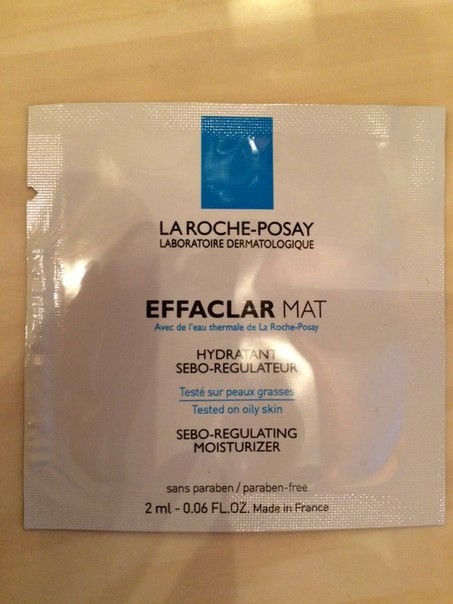 LA ROCHE-POSAY
LABORATOIRE DERMATOLOGIQUE
EFFACLAR MAT
Avec de l'eau thermale de La Roche-Posay
HYDRATANT
SEBO-REGULATEUR
Testé sur peaux grasses
Tested on oily skin
SEBO-REGULATING
MOISTURIZER
sans paraben / paraben-free
2 ml - 0.06 FL.OZ. Made in France